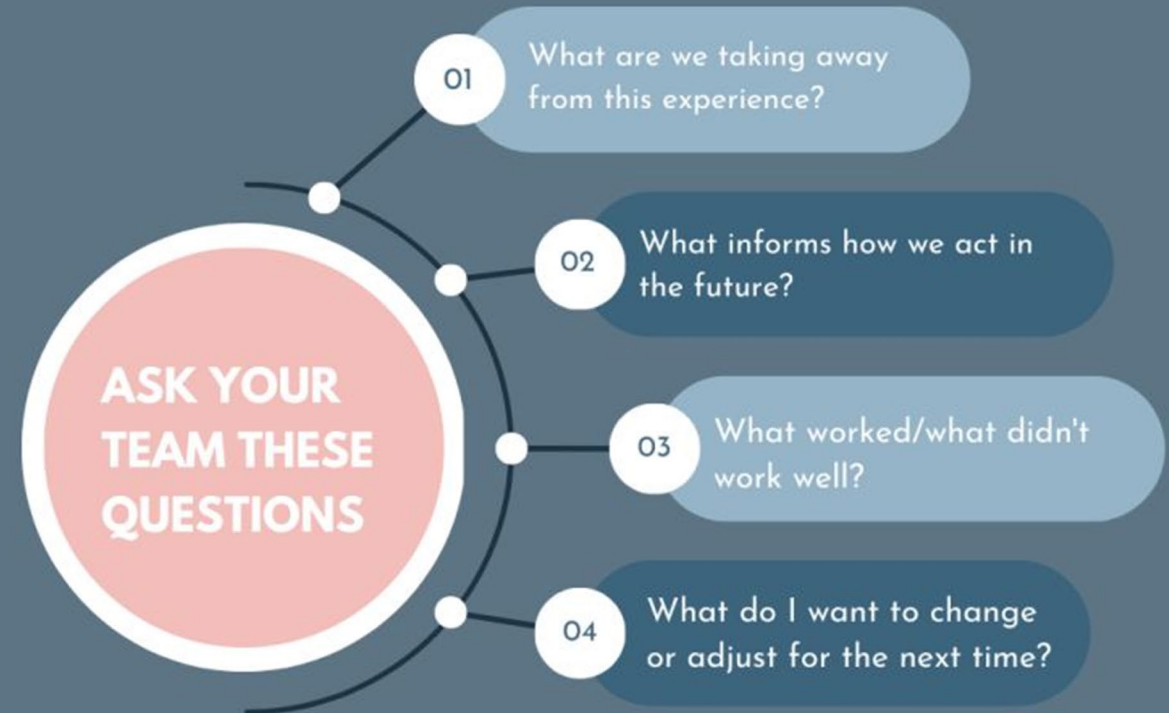 ASK YOUR
TEAM THESE
QUESTIONS
01
What are we taking away
from this experience?
02
What informs how we act in
the future?
03
What worked/what didn't
work well?
04
What do I want to change
or adjust for the next time?